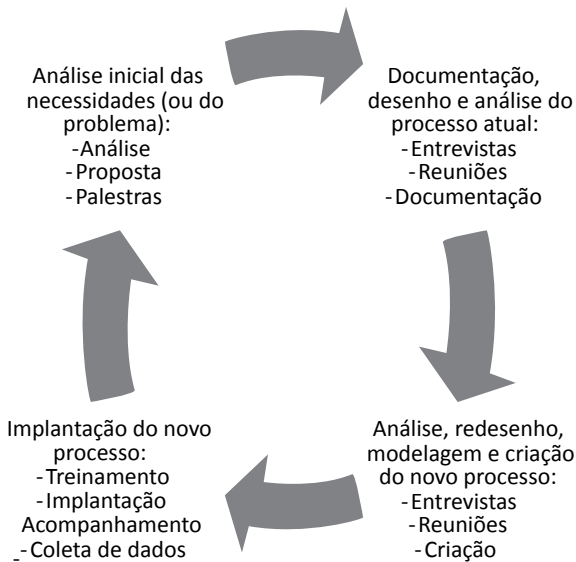 Análise inicial das
necessidades (ou do
problema):
-Análise
-Proposta
-Palestras
Documentação,
desenho e análise do
processo atual:
-Entrevistas
-Reuniões
-Documentação
Análise, redesenho,
modelagem e criação
do novo processo:
-Entrevistas
-Reuniões
-Criação
Implantação do novo
processo:
-Treinamento
-Implantação
Acompanhamento
-Coleta de dados